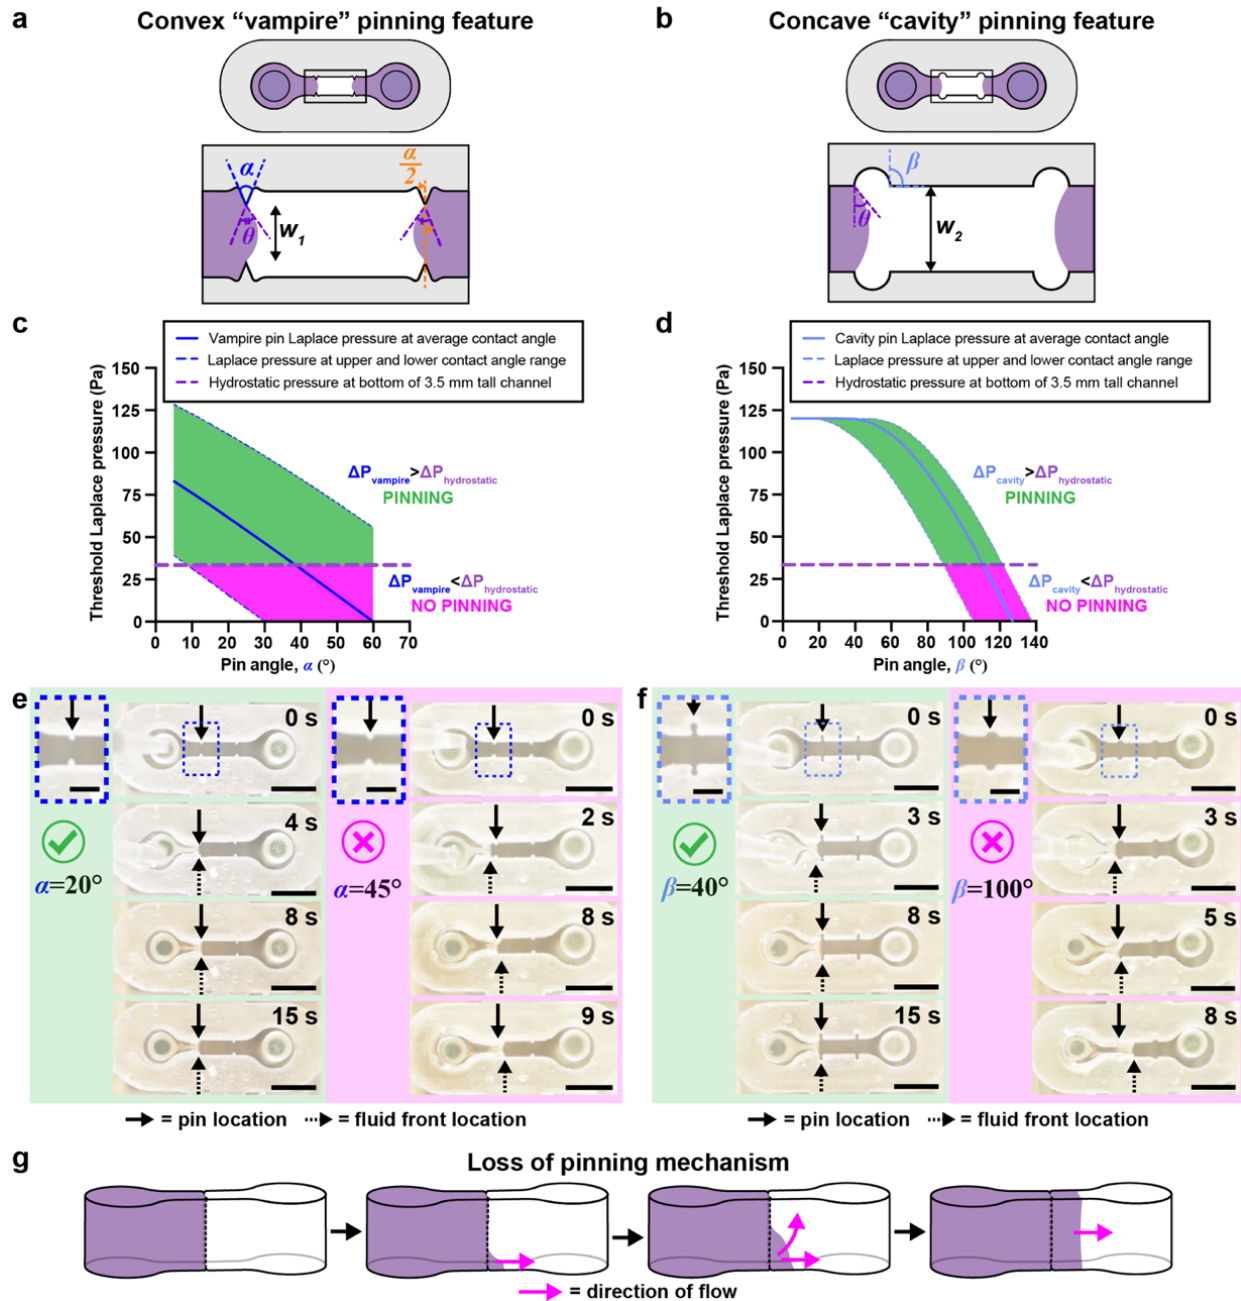 a
Convex “vampire” pinning feature
α
α
2
θ
w1
b
Concave “cavity” pinning feature
β
θ
w2
c
Vampire pin Laplace pressure at average contact angle
Laplace pressure at upper and lower contact angle range
Hydrostatic pressure at bottom of 3.5 mm tall channel
Threshold Laplace pressure (Pa)
150
125
100
75
50
25
0
ΔPvampire>ΔPhydrostatic
PINNING
ΔPvampire<ΔPhydrostatic
NO PINNING
0 10 20 30 40 50 60 70
Pin angle, α (°)
d
Cavity pin Laplace pressure at average contact angle
Laplace pressure at upper and lower contact angle range
Hydrostatic pressure at bottom of 3.5 mm tall channel
Threshold Laplace pressure (Pa)
150
125
100
75
50
25
0
ΔPcavity>ΔPhydrostatic
PINNING
ΔPcavity<ΔPhydrostatic
NO PINNING
0 20 40 60 80 100 120 140
Pin angle, β (°)
e
0 s
4 s
α=20°
8 s
15 s
0 s
2 s
α=45°
8 s
9 s
= pin location = fluid front location
f
0 s
3 s
β=40°
8 s
15 s
0 s
3 s
β=100°
5 s
8 s
= pin location = fluid front location
g
Loss of pinning mechanism
= direction of flow